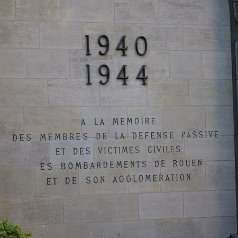 1940
1944
A LA MEMOIRE
DES MEMBRES DE LA DEFENSE PASSIVE
ET DES VICTIMES CIVILES
ES BOMBARDEMENTS DE ROUEN
ET DE SON AGGLOMERATION